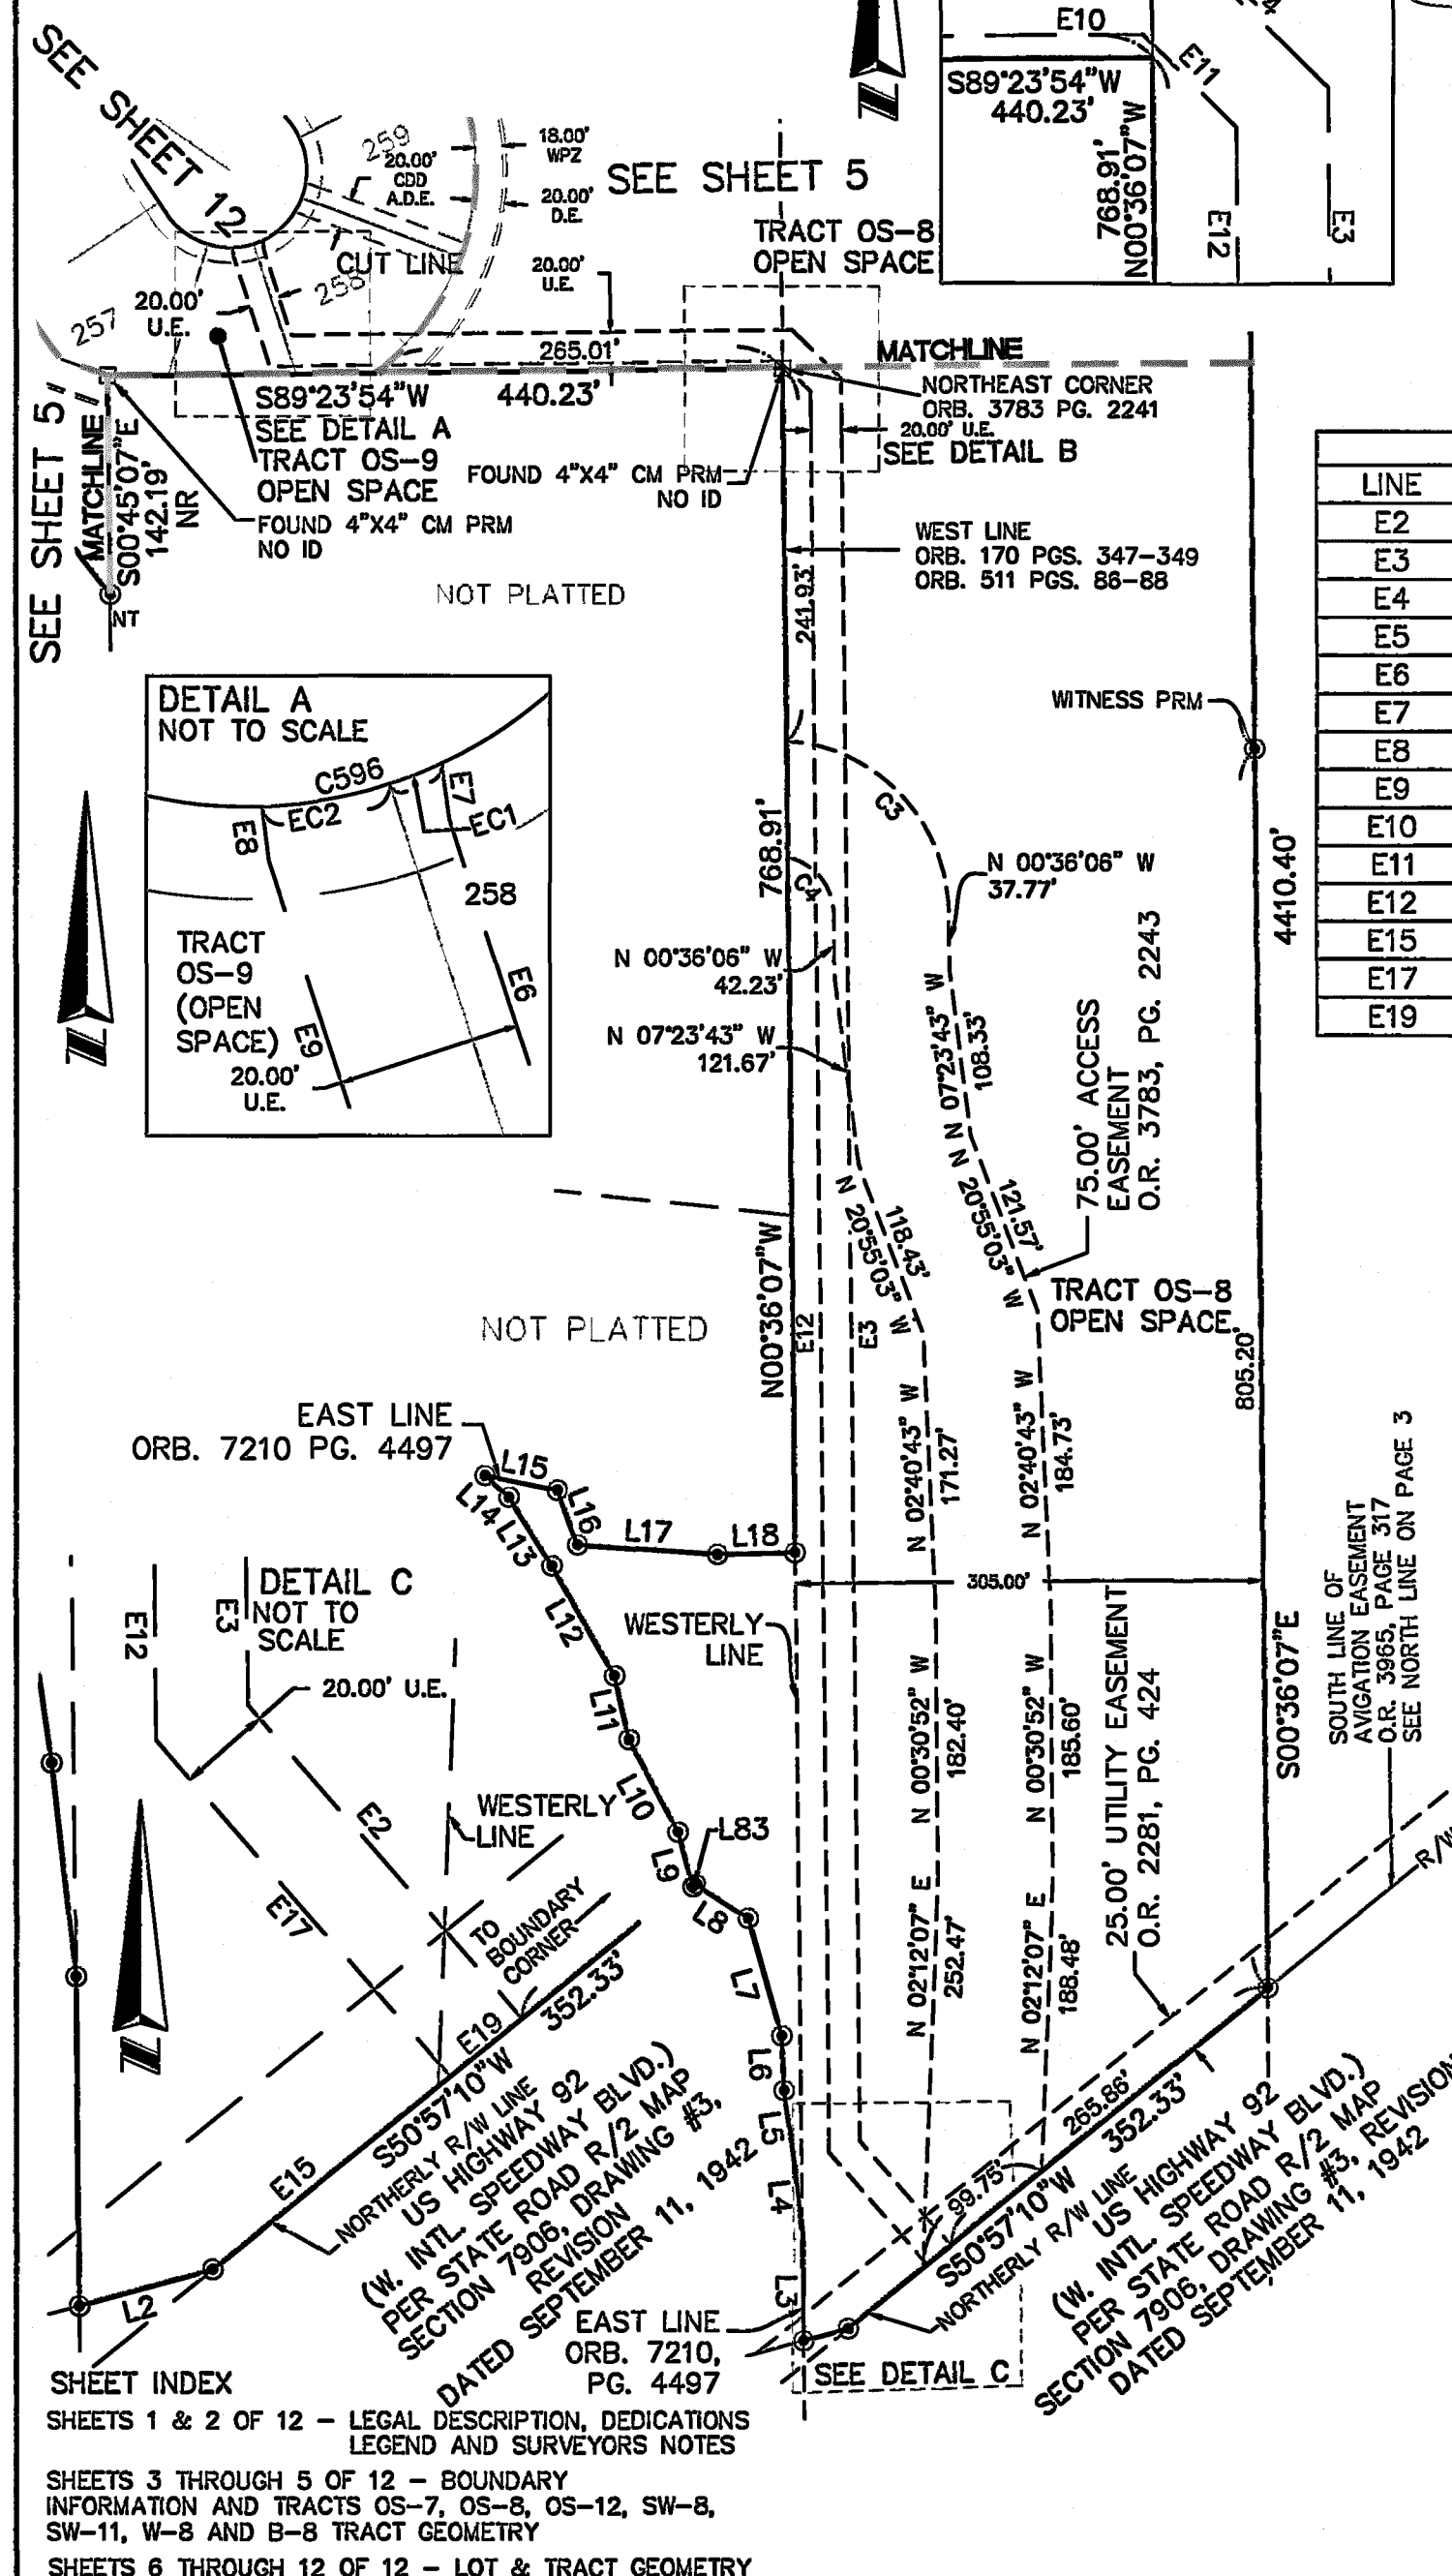 SEE SHEET 12
E10
E11
S89°23'54"W
440.23'
768.91'
N00°36'07"W
E12
E3
259
20.00'
CDD
A.D.E.
18.00'
WPZ
20.00'
D.E.
SEE SHEET 5
TRACT OS-8
OPEN SPACE
CUT LINE
258
257
20.00'
U.E.
20.00'
U.E.
265.01'
MATCHLINE
S89°23'54"W
440.23'
SEE DETAIL A
TRACT OS-9
OPEN SPACE
NORTHEAST CORNER
ORB. 3783 PG. 2241
20.00' U.E.
SEE DETAIL B
FOUND 4"X4" CM PRM
NO ID
FOUND 4"X4" CM PRM
NO ID
SEE SHEET 5
MATCHLINE
S00°45'07"E
142.19'
NR
NT
NOT PLATTED
WEST LINE
ORB. 170 PGS. 347-349
ORB. 511 PGS. 86-88
241.93'
LINE
E2
E3
E4
E5
E6
E7
E8
E9
E10
E11
E12
E15
E17
E19
WITNESS PRM
DETAIL A
NOT TO SCALE
C596
EC2
E7
EC1
E8
258
TRACT
OS-9
(OPEN
SPACE)
E9
E6
20.00'
U.E.
C3
C4
768.91'
4410.40'
N 00°36'06" W
37.77'
N 00°36'06" W
42.23'
N 07°23'43" W
121.67'
N 07°23'43" W
108.33'
75.00' ACCESS
EASEMENT
O.R. 3783, PG. 2243
N 20°55'03" W
118.43'
N 20°55'03" W
121.57'
TRACT OS-8
OPEN SPACE
N00°36'07"W
E12
E3
NOT PLATTED
805.20'
N 02°40'43" W
171.27'
N 02°40'43" W
184.73'
EAST LINE
ORB. 7210 PG. 4497
L15
L14
L16
L13
L17
L18
L12
L11
L10
L9
L83
L8
L7
L6
L5
L4
L3
305.00'
WESTERLY
LINE
DETAIL C
NOT TO
SCALE
E12
E3
20.00' U.E.
E2
E17
WESTERLY
LINE
TO
BOUNDARY
CORNER
E19
352.33'
E15
S50°57'10"W
NORTHERLY R/W LINE
US HIGHWAY 92
(W. INTL. SPEEDWAY BLVD.)
PER STATE ROAD R/2 MAP
SECTION 7906, DRAWING #3,
REVISION
DATED SEPTEMBER 11, 1942
L2
N 00°30'52" W
182.40'
N 00°30'52" W
185.60'
25.00' UTILITY EASEMENT
O.R. 2281, PG. 424
S00°36'07"E
SOUTH LINE OF
AVIGATION EASEMENT
O.R. 3965, PAGE 317
SEE NORTH LINE ON PAGE 3
R/W
N 02°12'07" E
252.47'
N 02°12'07" E
188.48'
265.86'
99.75'
352.33'
S50°57'10"W
NORTHERLY R/W LINE
US HIGHWAY 92
(W. INTL. SPEEDWAY BLVD.)
PER STATE ROAD R/2 MAP
SECTION 7906, DRAWING #3, REVISION
DATED SEPTEMBER 11, 1942
EAST LINE
ORB. 7210,
PG. 4497
SEE DETAIL C
SHEET INDEX
SHEETS 1 & 2 OF 12 - LEGAL DESCRIPTION, DEDICATIONS
LEGEND AND SURVEYORS NOTES
SHEETS 3 THROUGH 5 OF 12 - BOUNDARY
INFORMATION AND TRACTS OS-7, OS-8, OS-12, SW-8,
SW-11, W-8 AND B-8 TRACT GEOMETRY
SHEETS 6 THROUGH 12 OF 12 - LOT & TRACT GEOMETRY